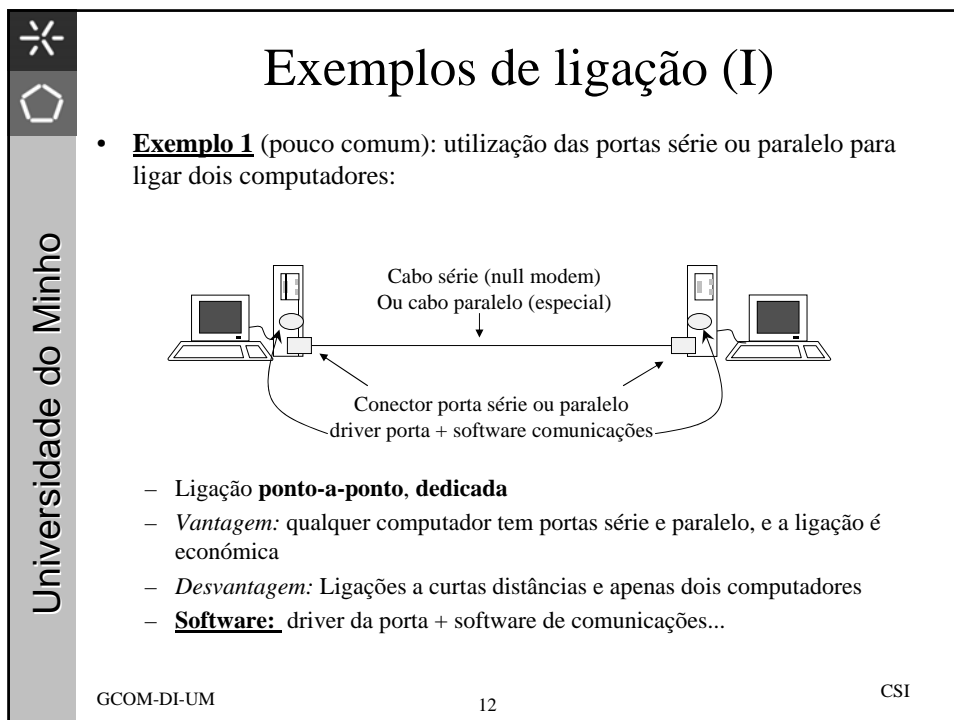 Universidade do Minho
Exemplos de ligação (I)
• Exemplo 1 (pouco comum): utilização das portas série ou paralelo para
ligar dois computadores:
Cabo série (null modem)
Ou cabo paralelo (especial)
Conector porta série ou paralelo
driver porta + software comunicações
– Ligação ponto-a-ponto, dedicada
– Vantagem: qualquer computador tem portas série e paralelo, e a ligação é
económica
– Desvantagem: Ligações a curtas distâncias e apenas dois computadores
– Software: driver da porta + software de comunicações...
GCOM-DI-UM
12
CSI